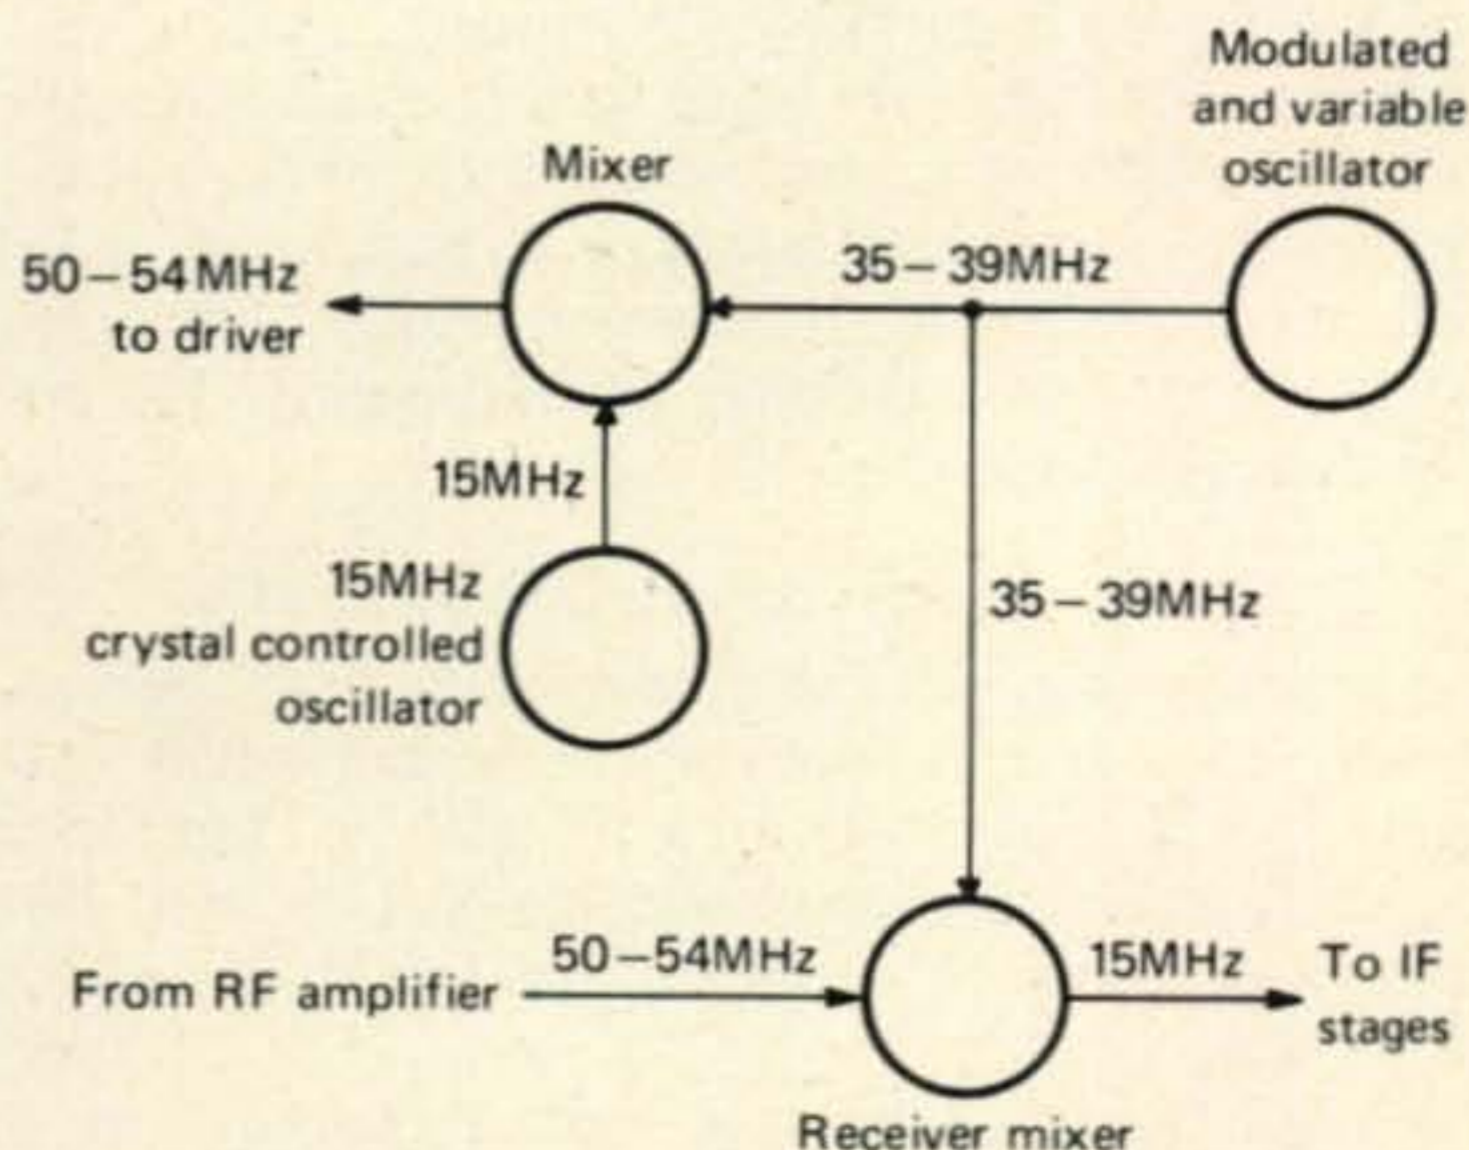 Modulated
and variable
oscillator
Mixer
50–54MHz
to driver
35–39MHz
15MHz
15MHz
crystal controlled
oscillator
35–39MHz
From RF amplifier
50–54MHz
15MHz
To IF
stages
Receiver mixer